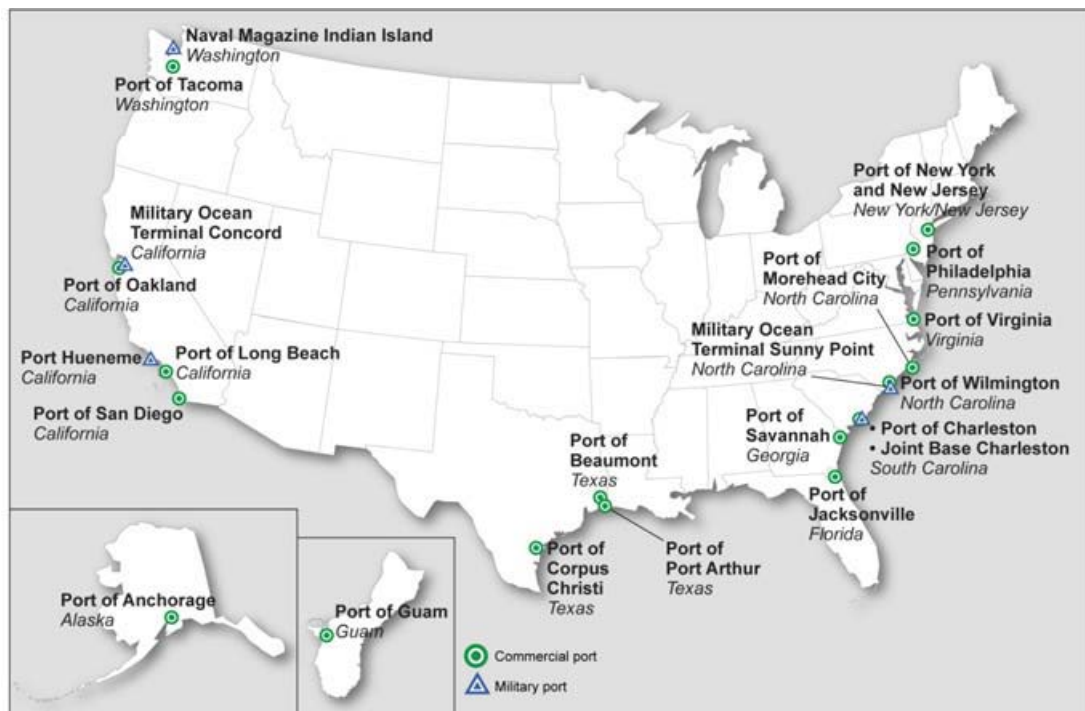 Naval Magazine Indian Island
Washington
Port of Tacoma
Washington
Military Ocean
Terminal Concord
California
Port of Oakland
California
Port Hueneme
California
Port of Long Beach
California
Port of San Diego
California
Port of New York
and New Jersey
New York/New Jersey
Port of
Philadelphia
Pennsylvania
Port of
Morehead City
North Carolina
Port of Virginia
Virginia
Military Ocean
Terminal Sunny Point
North Carolina
Port of Wilmington
North Carolina
Port of
Savannah
Georgia
• Port of Charleston
• Joint Base Charleston
South Carolina
Port of
Beaumont
Texas
Port of
Jacksonville
Florida
Port of
Corpus
Christi
Texas
Port of
Port Arthur
Texas
Port of Anchorage
Alaska
Port of Guam
Guam
Commercial port
Military port